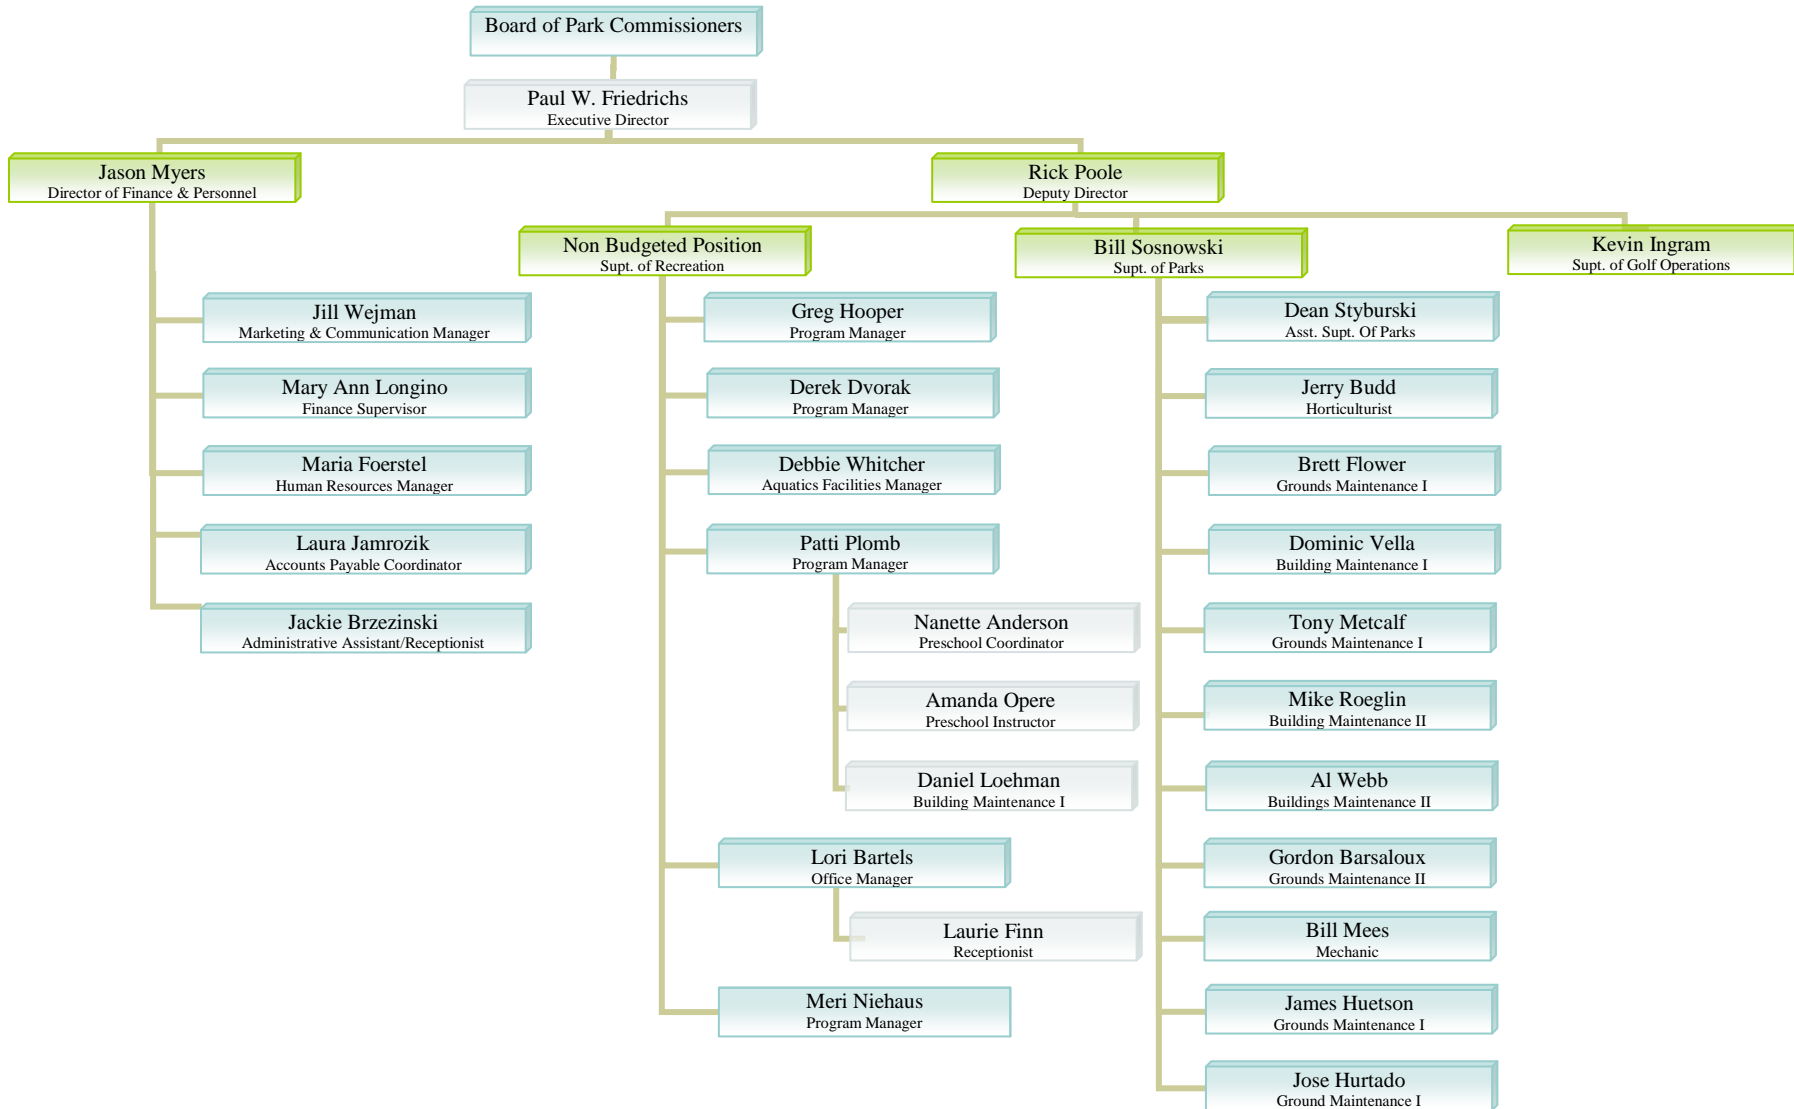 Board of Park Commissioners
Paul W. Friedrichs
Executive Director
Jason Myers
Director of Finance & Personnel
Rick Poole
Deputy Director
Non Budgeted Position
Supt. of Recreation
Bill Sosnowski
Supt. of Parks
Kevin Ingram
Supt. of Golf Operations
Jill Wejman
Marketing & Communication Manager
Mary Ann Longino
Finance Supervisor
Maria Foerstel
Human Resources Manager
Laura Jamrozik
Accounts Payable Coordinator
Jackie Brzezinski
Administrative Assistant/Receptionist
Greg Hooper
Program Manager
Derek Dvorak
Program Manager
Debbie Whitcher
Aquatics Facilities Manager
Patti Plomb
Program Manager
Nanette Anderson
Preschool Coordinator
Amanda Opere
Preschool Instructor
Daniel Loehman
Building Maintenance I
Lori Bartels
Office Manager
Laurie Finn
Receptionist
Meri Niehaus
Program Manager
Dean Styburski
Asst. Supt. Of Parks
Jerry Budd
Horticulturist
Brett Flower
Grounds Maintenance I
Dominic Vella
Building Maintenance I
Tony Metcalf
Grounds Maintenance I
Mike Roeglin
Building Maintenance II
Al Webb
Buildings Maintenance II
Gordon Barsaloux
Grounds Maintenance II
Bill Mees
Mechanic
James Huetson
Grounds Maintenance I
Jose Hurtado
Ground Maintenance I